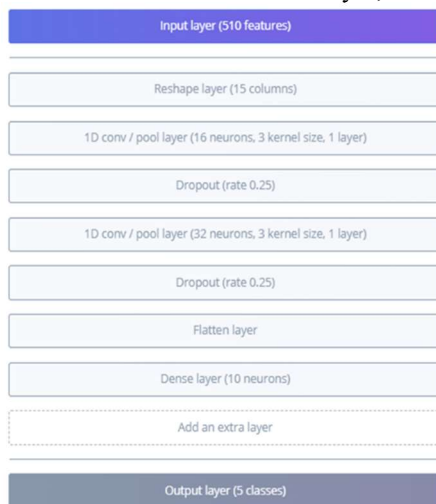 Input layer (510 features)
Reshape layer (15 columns)
1D conv / pool layer (16 neurons, 3 kernel size, 1 layer)
Dropout (rate 0.25)
1D conv / pool layer (32 neurons, 3 kernel size, 1 layer)
Dropout (rate 0.25)
Flatten layer
Dense layer (10 neurons)
Add an extra layer
Output layer (5 classes)